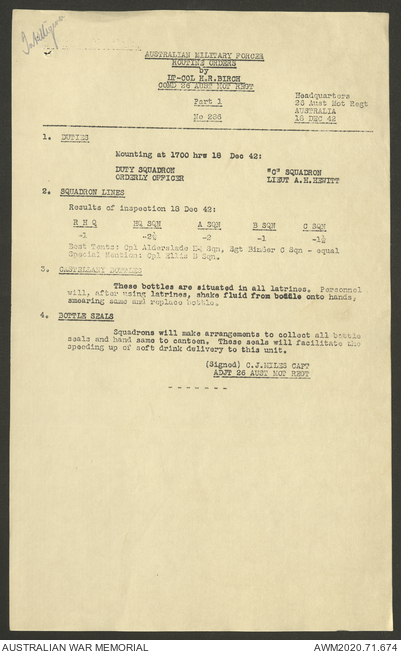 Intelligence
AUSTRALIAN MILITARY FORCES
ROUTINE ORDERS
by
LT-COL H.R.BIRCH
COMD 26 AUST MOT REGT
Headquarters
Part 1
26 Aust Mot Regt
AUSTRALIA
No 236
18 DEC 42
1. DUTIES
Mounting at 1700 hrs 18 Dec 42:
DUTY SQUADRON "C" SQUADRON
ORDERLY OFFICER LIEUT A.H.HEWITT
2. SQUADRON LINES
Results of inspection 18 Dec 42:
R H Q HQ SQN A SQN B SQN C SQN
-1 -2½ -2 -1 -1½
Best Tents: Cpl Alderslade HQ Sqn, Sgt Binder C Sqn - equal
Special Mention: Cpl Ellis B Sqn.
3. CASTELLANY BOTTLES
These bottles are situated in all latrines. Personnel
will, after using latrines, shake fluid from bottle onto hands,
smearing same and replace bottle.
4. BOTTLE SEALS
Squadrons will make arrangements to collect all bottle
seals and hand same to canteen. These seals will facilitate the
speeding up of soft drink delivery to this unit.
(Signed) C.J.MILES CAPT
ADJT 26 AUST MOT REGT
- - - - - - -
AUSTRALIAN WAR MEMORIAL
AWM2020.71.674